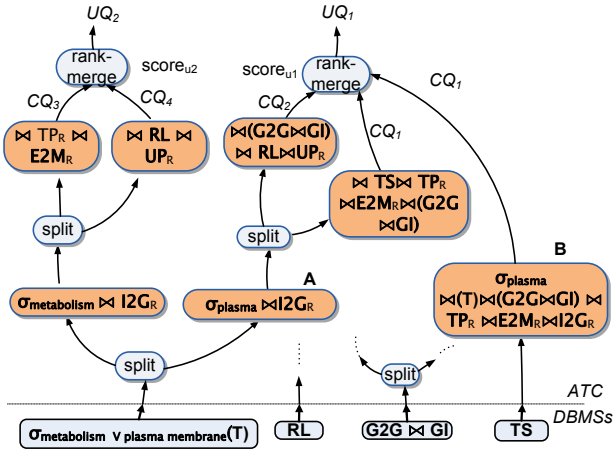 UQ₂
UQ₁
rank-
merge
score_u2
score_u1
rank-
merge
CQ₃
CQ₄
CQ₂
CQ₁
CQ₁
⋈ TP_R ⋈
E2M_R
⋈ RL ⋈
UP_R
⋈(G2G⋈GI)
⋈ RL⋈UP_R
⋈ TS⋈ TP_R
⋈E2M_R⋈(G2G
⋈GI)
split
split
A
B
σ_metabolism ⋈ I2G_R
σ_plasma ⋈I2G_R
σ_plasma
⋈(T)⋈(G2G⋈GI) ⋈
TP_R ⋈E2M_R⋈I2G_R
split
split
ATC
DBMSs
σ_metabolism V plasma membrane(T)
RL
G2G ⋈ GI
TS